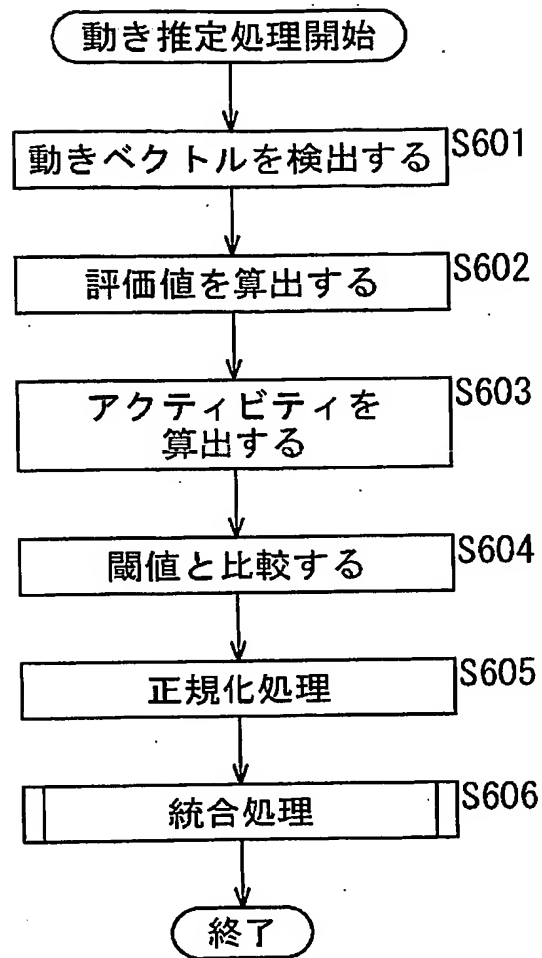 動き推定処理開始
動きベクトルを検出する
S601
評価値を算出する
S602
アクティビティを
算出する
S603
閾値と比較する
S604
正規化処理
S605
統合処理
S606
終了